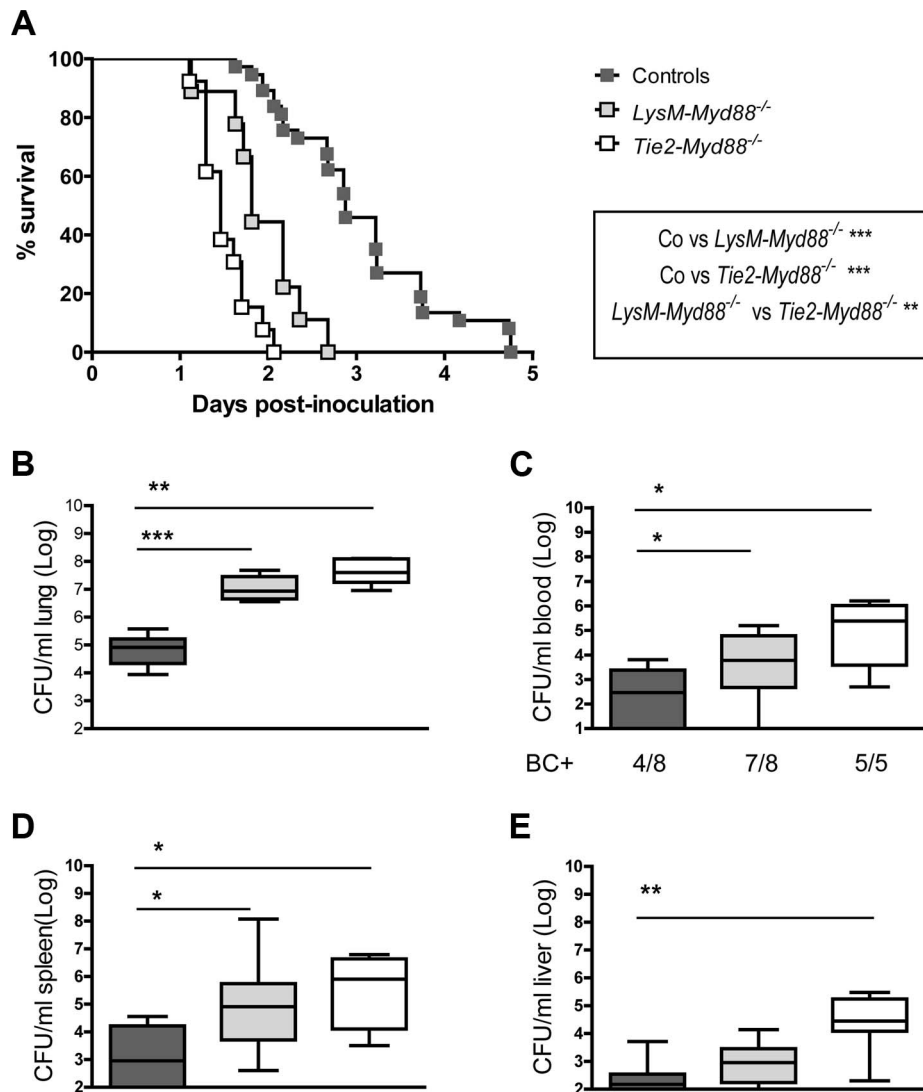 A
% survival
100
80
60
40
20
0
0 1 2 3 4 5
Days post-inoculation
Controls
LysM-Myd88-/-
Tie2-Myd88-/-
Co vs LysM-Myd88-/- ***
Co vs Tie2-Myd88-/- ***
LysM-Myd88-/- vs Tie2-Myd88-/- **
B
CFU/ml lung (Log)
10
9
8
7
6
5
4
3
2
**
***
C
CFU/ml blood (Log)
10
9
8
7
6
5
4
3
2
1
*
*
BC+ 4/8 7/8 5/5
D
CFU/ml spleen(Log)
10
9
8
7
6
5
4
3
2
*
*
E
CFU/ml liver (Log)
10
9
8
7
6
5
4
3
2
**